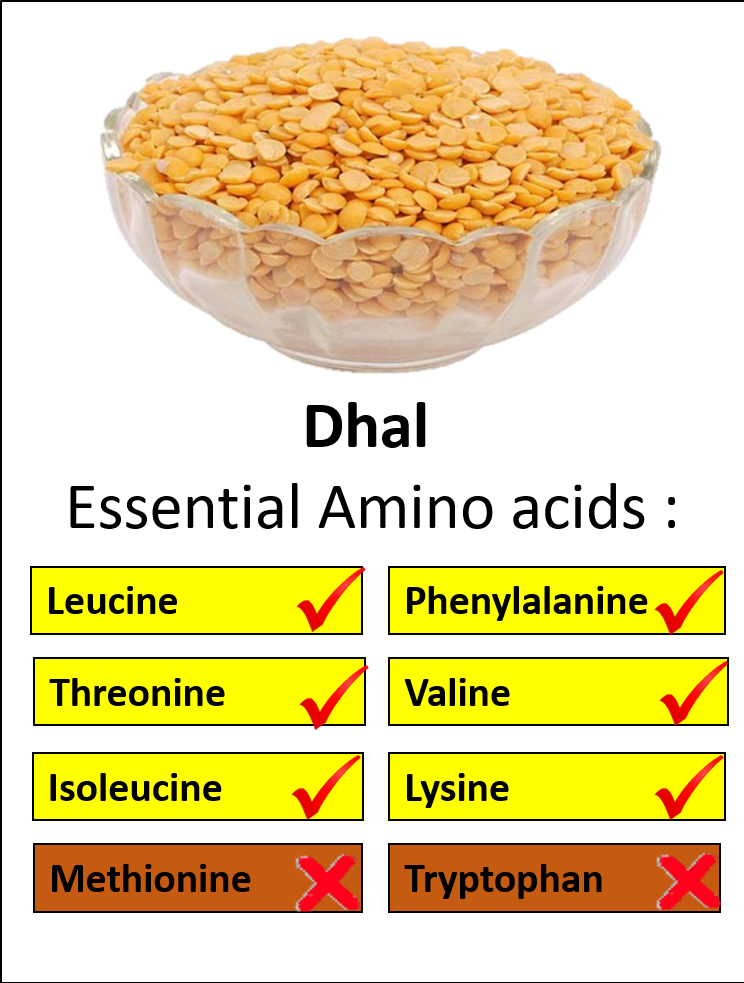 Dhal
Essential Amino acids :
Leucine
Phenylalanine
Threonine
Valine
Isoleucine
Lysine
Methionine
Tryptophan